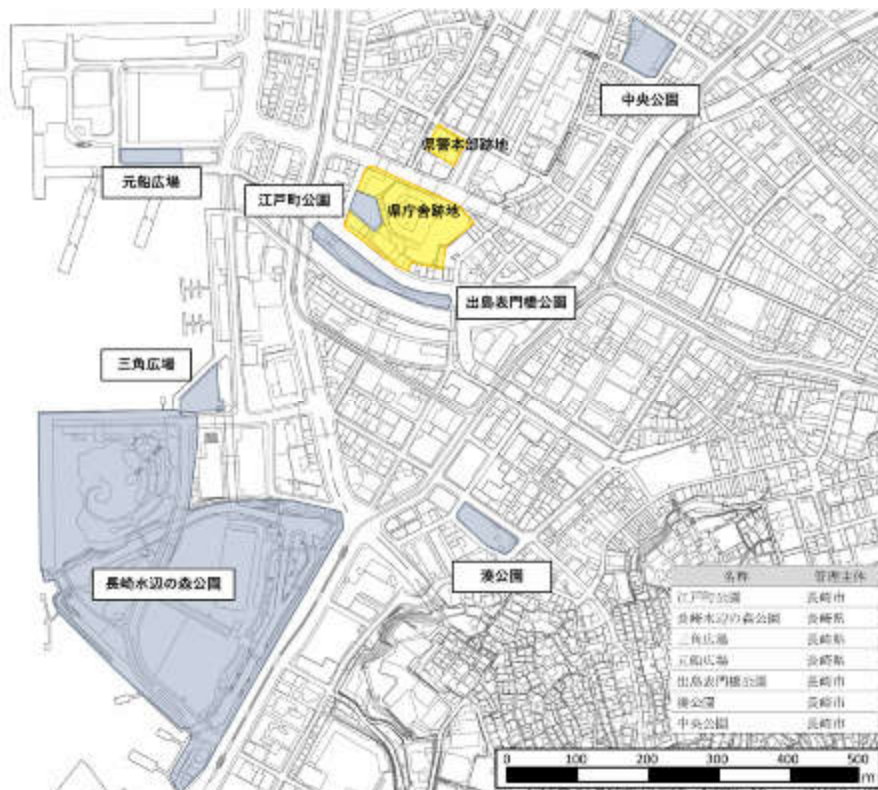 中央公園
県警本部跡地
元船広場
江戸町公園
県庁舎跡地
出島表門橋公園
三角広場
長崎水辺の森公園
湊公園
名称 管理主体
江戸町公園 長崎市
長崎水辺の森公園 長崎県
三角広場 長崎県
元船広場 長崎県
出島表門橋公園 長崎市
湊公園 長崎市
中央公園 長崎市
0 100 200 300 400 500
m